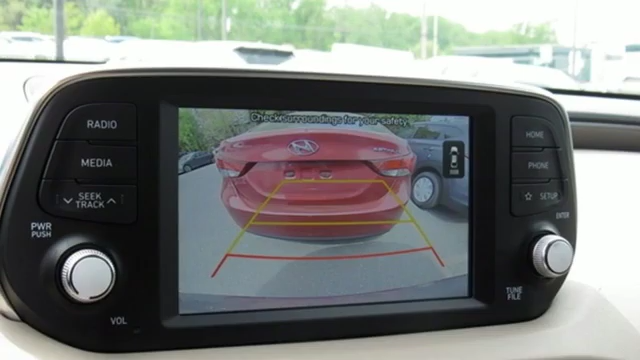 Check surroundings for your safety
RADIO
MEDIA
SEEK
TRACK
PWR
PUSH
VOL
HOME
PHONE
SETUP
ENTER
TUNE
FILE